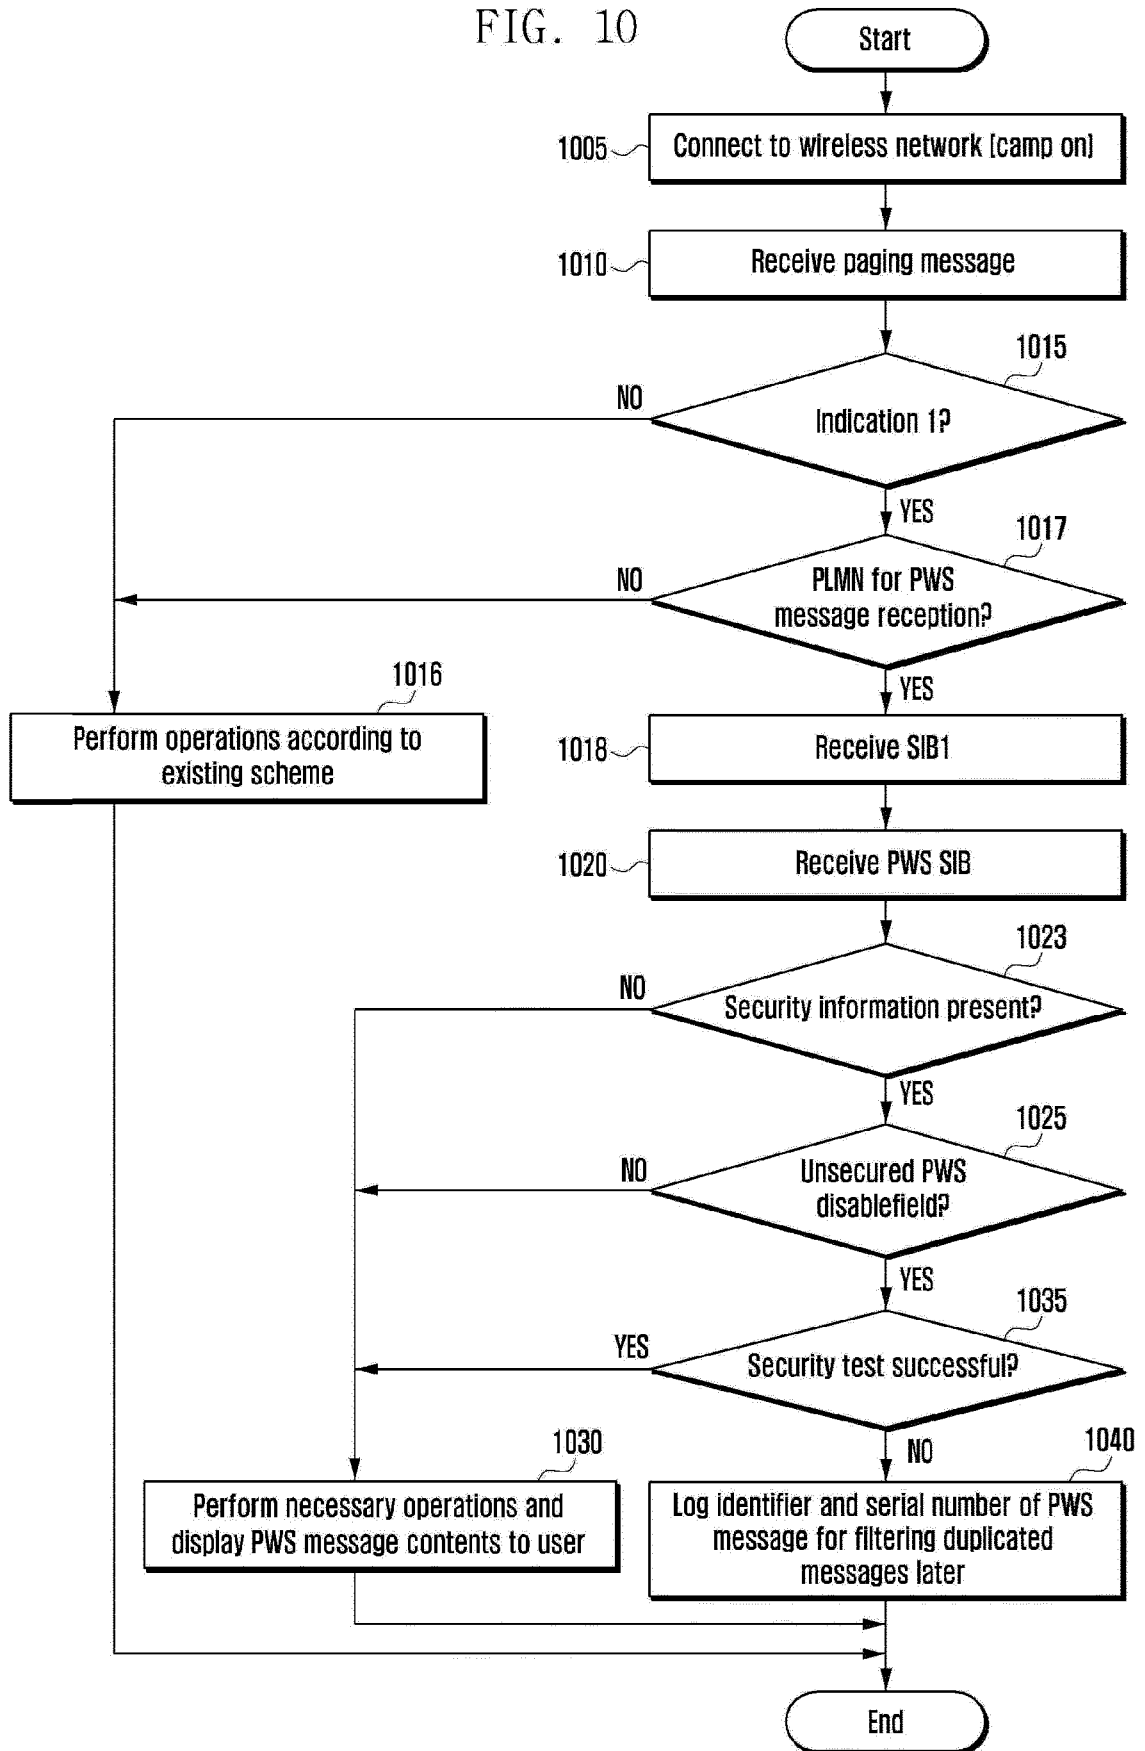 FIG. 10
Start
1005
Connect to wireless network [camp on]
1010
Receive paging message
1015
NO
Indication 1?
YES
1017
NO
PLMN for PWS
message reception?
1016
YES
Perform operations according to
existing scheme
1018
Receive SIB1
1020
Receive PWS SIB
1023
NO
Security information present?
YES
1025
NO
Unsecured PWS
disablefield?
YES
1035
YES
Security test successful?
1030
NO
1040
Perform necessary operations and
display PWS message contents to user
Log identifier and serial number of PWS
message for filtering duplicated
messages later
End